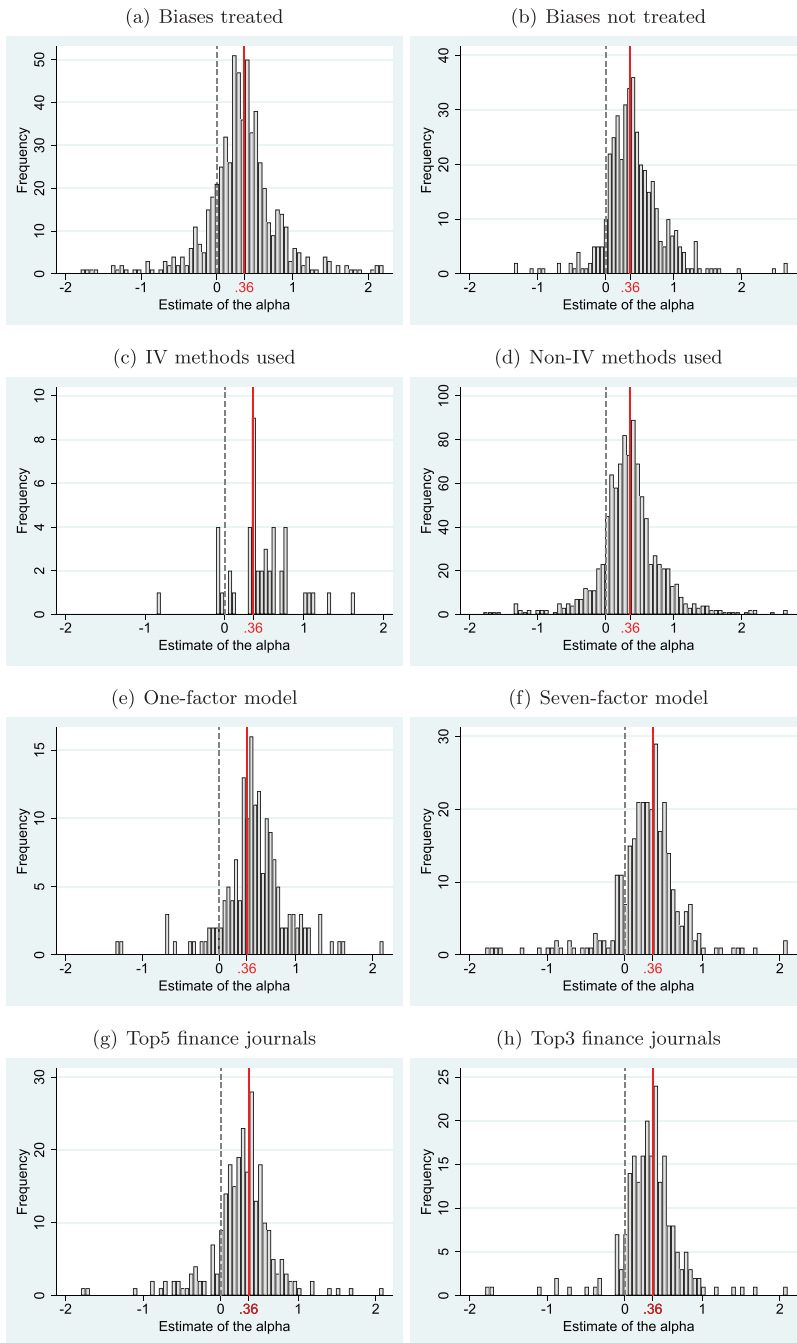 (a) Biases treated
(b) Biases not treated
50
40
30
20
10
0
Frequency
-2 -1 0 .36 1 2
Estimate of the alpha
40
30
20
10
0
Frequency
-2 -1 0 .36 1 2
Estimate of the alpha
(c) IV methods used
(d) Non-IV methods used
10
8
6
4
2
0
Frequency
-2 -1 0 .36 1 2
Estimate of the alpha
100
80
60
40
20
0
Frequency
-2 -1 0 .36 1 2
Estimate of the alpha
(e) One-factor model
(f) Seven-factor model
15
10
5
0
Frequency
-2 -1 0 .36 1 2
Estimate of the alpha
30
20
10
0
Frequency
-2 -1 0 .36 1 2
Estimate of the alpha
(g) Top5 finance journals
(h) Top3 finance journals
30
20
10
0
Frequency
-2 -1 0 .36 1 2
Estimate of the alpha
25
20
15
10
5
0
Frequency
-2 -1 0 .36 1 2
Estimate of the alpha